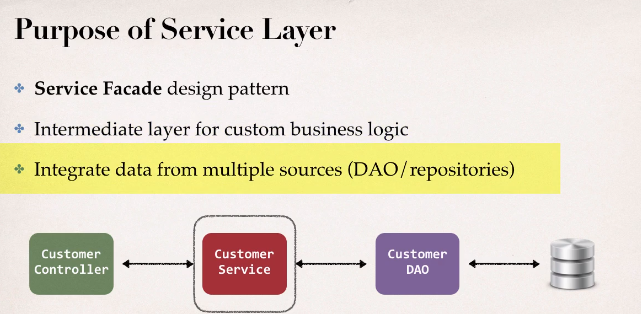 Purpose of Service Layer
Service Facade design pattern
Intermediate layer for custom business logic
Integrate data from multiple sources (DAO/repositories)
Customer
Controller
Customer
Service
Customer
DAO